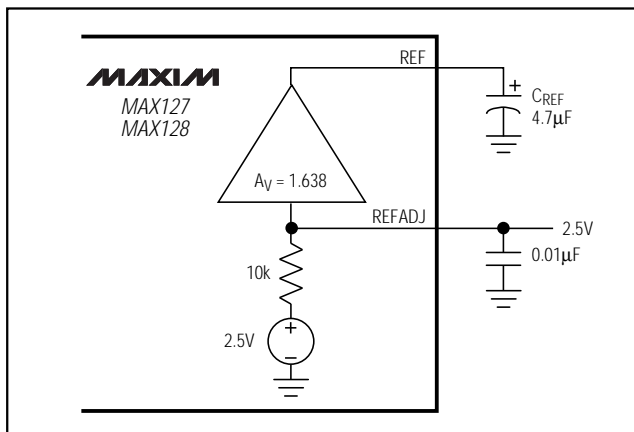 REF
MAXIM
MAX127
MAX128
+
CREF
4.7μF
AV = 1.638
REFADJ
2.5V
0.01μF
10k
2.5V
+
−